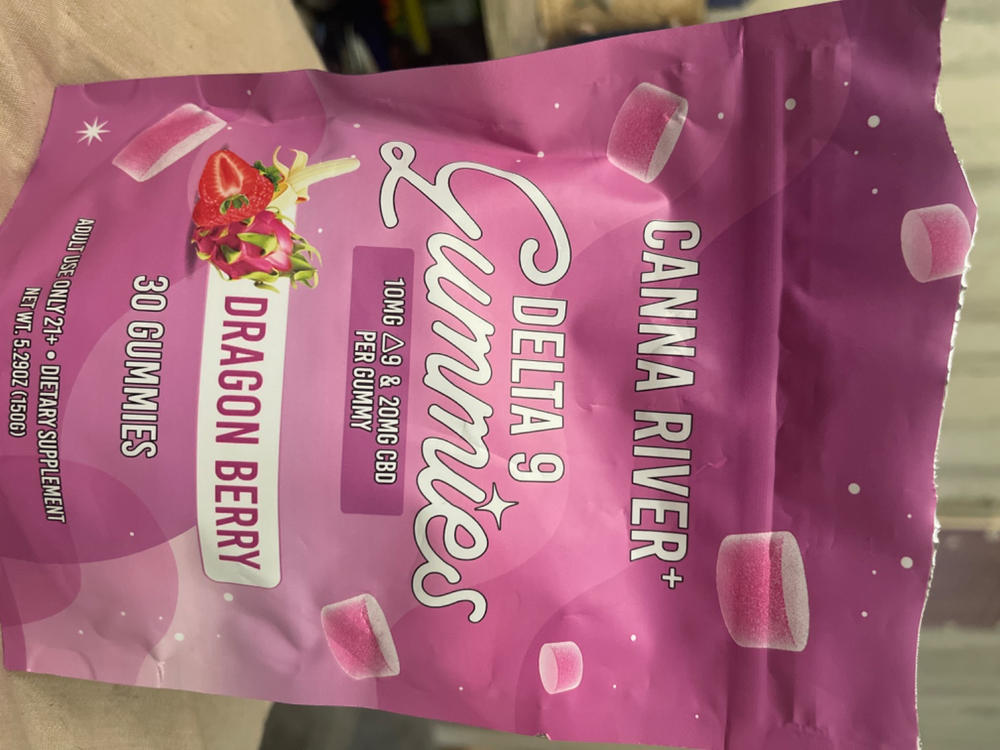 CANNA RIVER+
DELTA 9
Gummies
10MG Δ9 & 20MG CBD
PER GUMMY
DRAGON BERRY
30 GUMMIES
ADULT USE ONLY 21+ • DIETARY SUPPLEMENT
NET WT. 5.29OZ (150G)